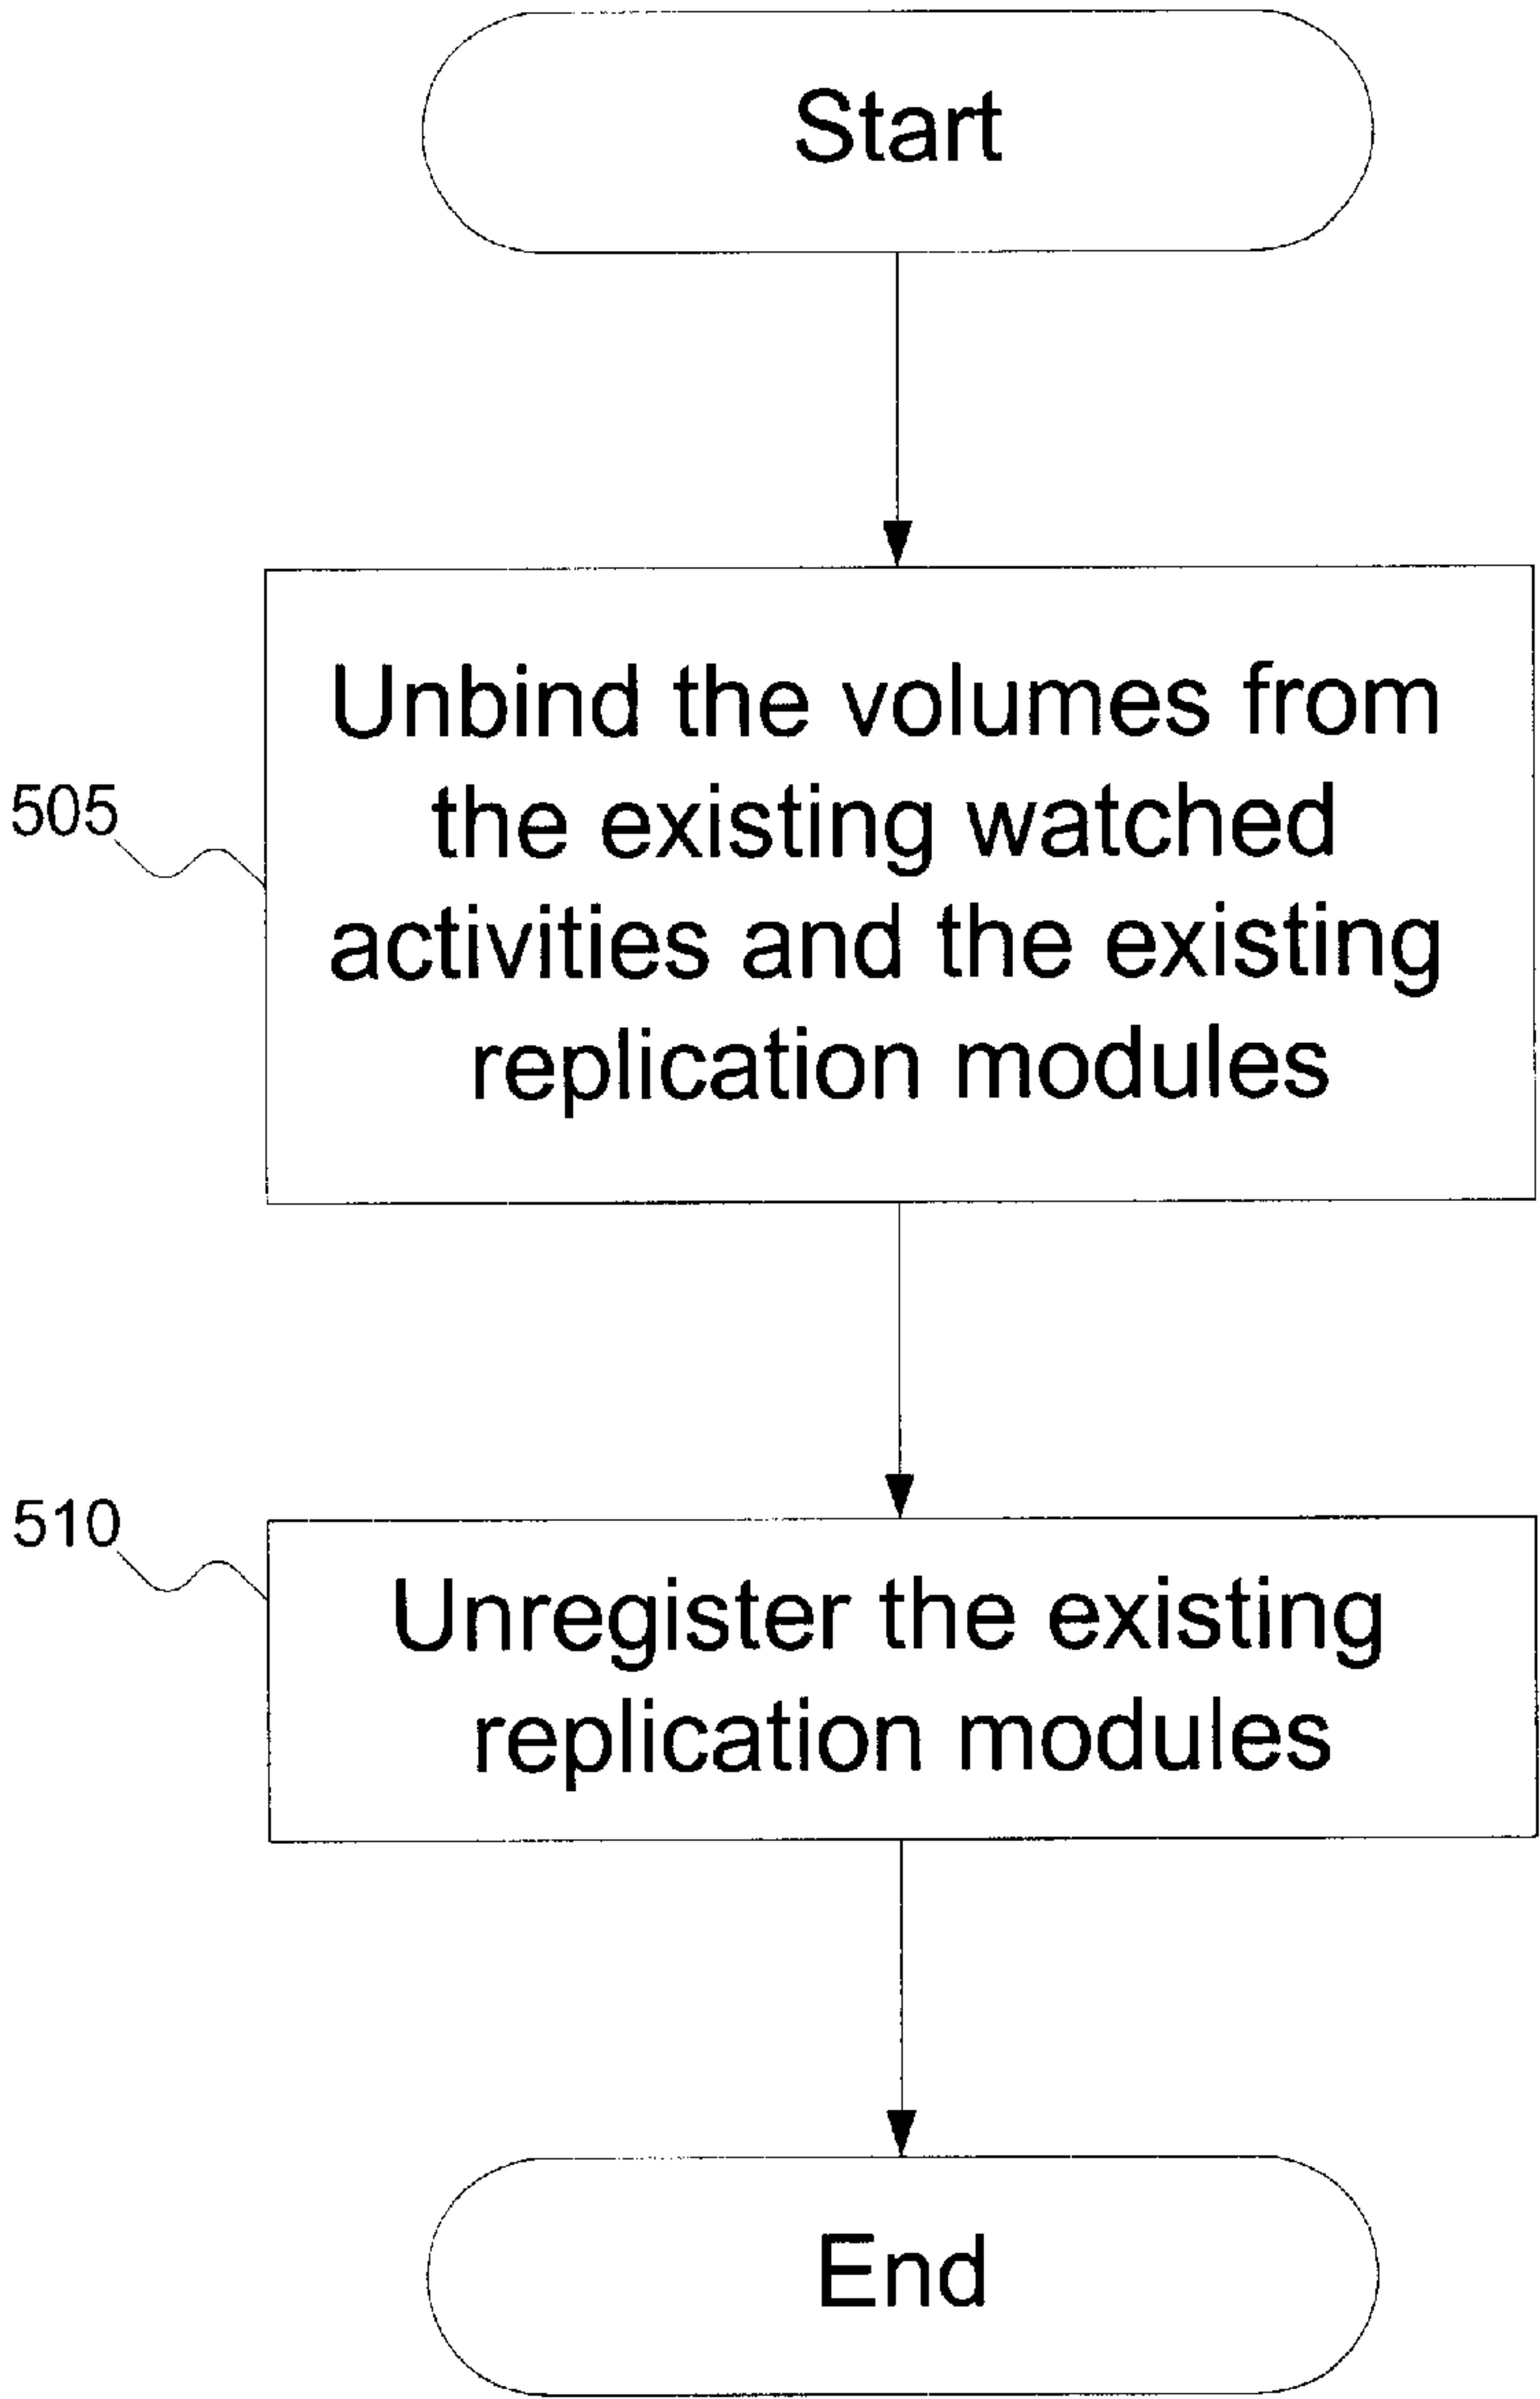 Start
505
Unbind the volumes from
the existing watched
activities and the existing
replication modules
510
Unregister the existing
replication modules
End